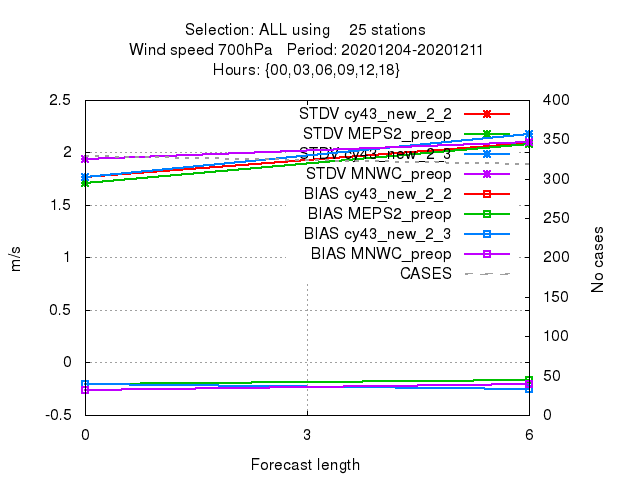 Selection: ALL using 25 stations
Wind speed 700hPa Period: 20201204-20201211
Hours: {00,03,06,09,12,18}
2.5
2
1.5
1
0.5
0
-0.5
m/s
400
350
300
250
200
150
100
50
0
No cases
STDV cy43_new_2_2
STDV MEPS2_preop
STDV cy43_new_2_3
STDV MNWC_preop
BIAS cy43_new_2_2
BIAS MEPS2_preop
BIAS cy43_new_2_3
BIAS MNWC_preop
CASES
0 3 6
Forecast length